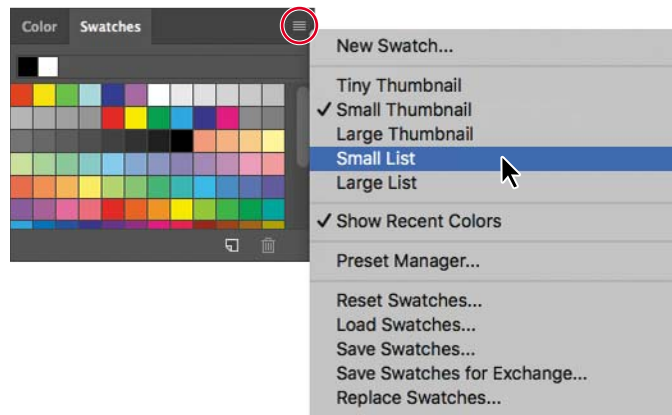 Color Swatches
New Swatch...
Tiny Thumbnail
✓ Small Thumbnail
Large Thumbnail
Small List
Large List
✓ Show Recent Colors
Preset Manager...
Reset Swatches...
Load Swatches...
Save Swatches...
Save Swatches for Exchange...
Replace Swatches...